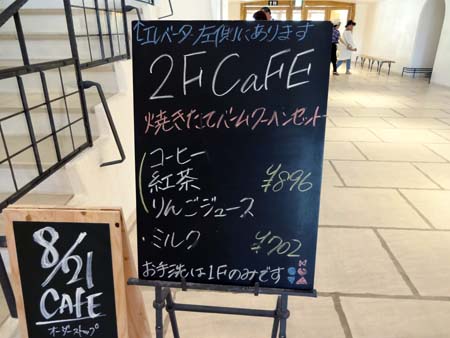 エレベータ左側にあります
2F CaFE
焼きたてバームクーヘンセット
コーヒー
紅茶 ¥896
りんごジュース
・ミルク ¥702
お手洗は1Fのみです
8/21
CAFE
オーダーストップ